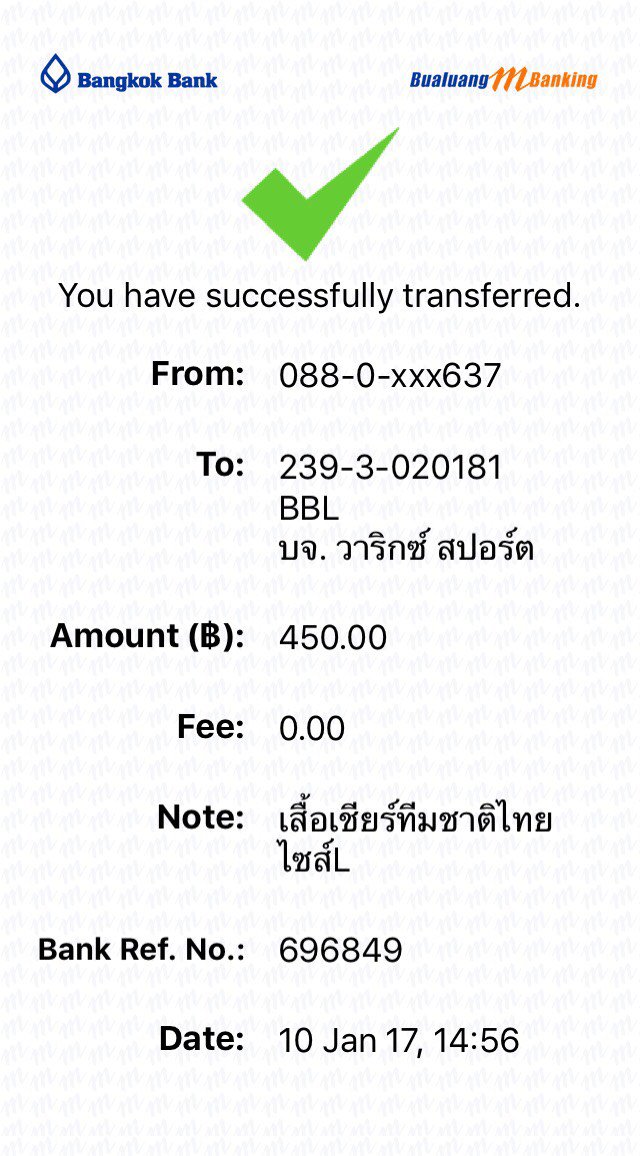 Bangkok Bank
Bualuang mBanking
You have successfully transferred.
From: 088-0-xxx637
To: 239-3-020181
BBL
บจ. วาริกซ์ สปอร์ต
Amount (฿): 450.00
Fee: 0.00
Note: เสื้อเชียร์ทีมชาติไทย
ไซส์L
Bank Ref. No.: 696849
Date: 10 Jan 17, 14:56